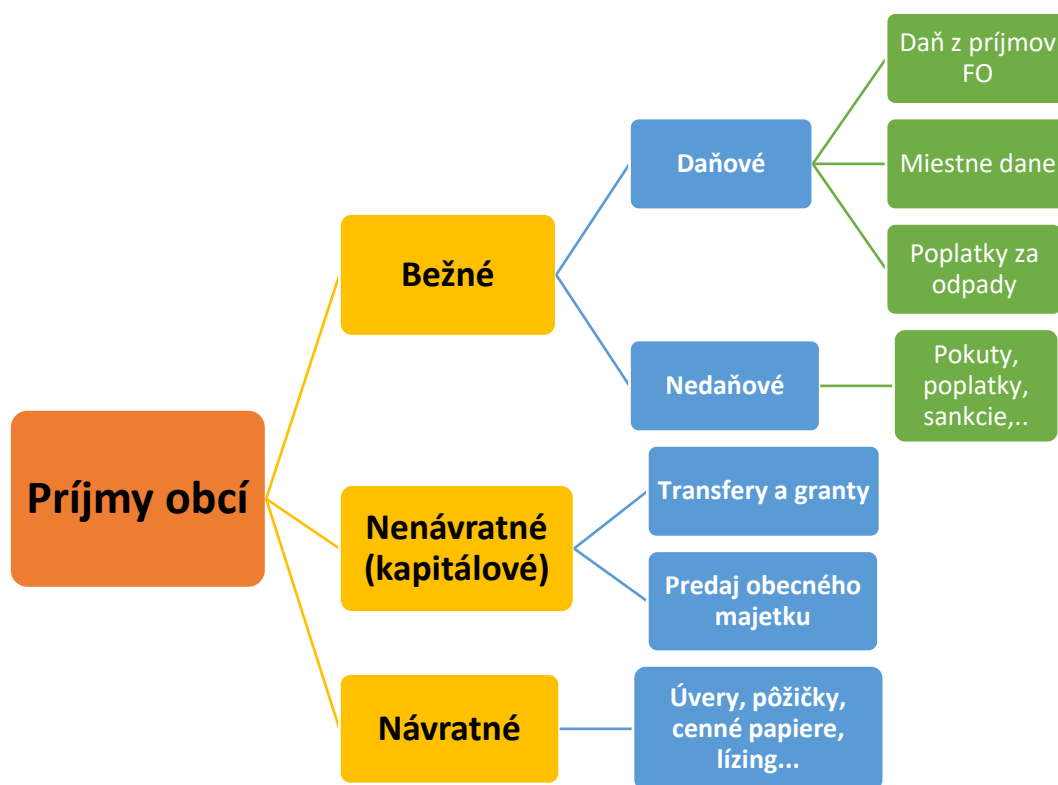 Príjmy obcí
Bežné
Daňové
Daň z príjmov
FO
Miestne dane
Poplatky za
odpady
Nedaňové
Pokuty,
poplatky,
sankcie,..
Nenávratné
(kapitálové)
Transfery a granty
Predaj obecného
majetku
Návratné
Úvery, pôžičky,
cenné papiere,
lízing...